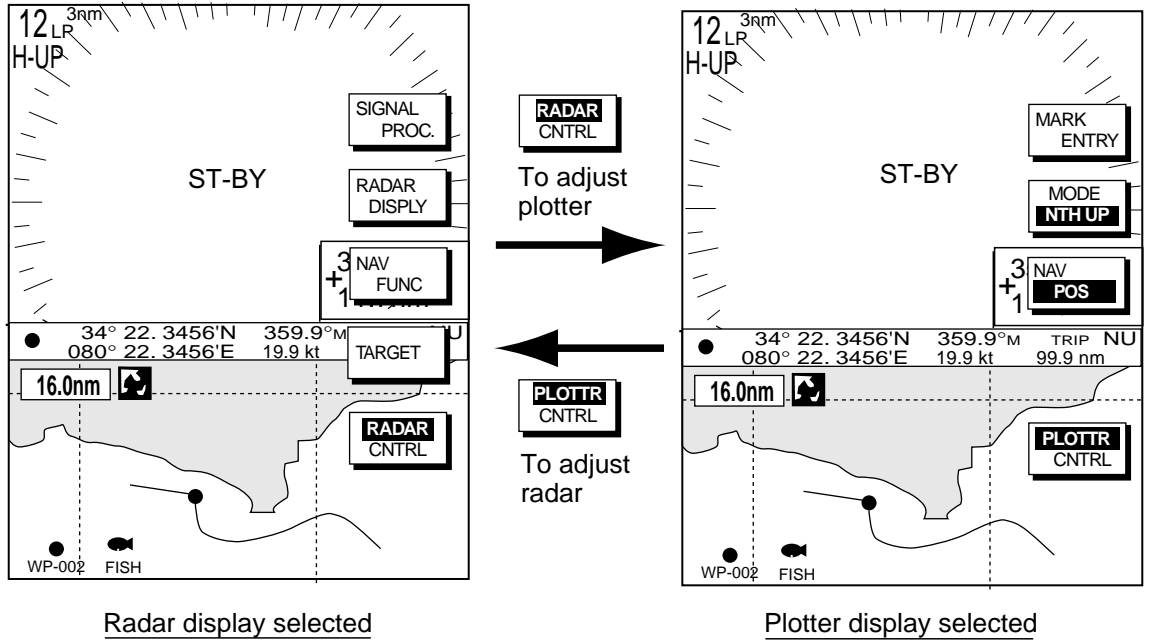 12 LP 3nm
H-UP
ST-BY
SIGNAL
PROC.
RADAR
DISPLY
3
+
1
NAV
FUNC
34° 22. 3456'N 359.9°M NU
080° 22. 3456'E 19.9 kt
TARGET
16.0nm
RADAR
CNTRL
WP-002 FISH
Radar display selected
RADAR
CNTRL
To adjust
plotter
PLOTTR
CNTRL
To adjust
radar
12 LP 3nm
H-UP
ST-BY
MARK
ENTRY
MODE
NTH UP
3
+
1
NAV
POS
34° 22. 3456'N 359.9°M TRIP NU
080° 22. 3456'E 19.9 kt 99.9 nm
16.0nm
PLOTTR
CNTRL
WP-002 FISH
Plotter display selected